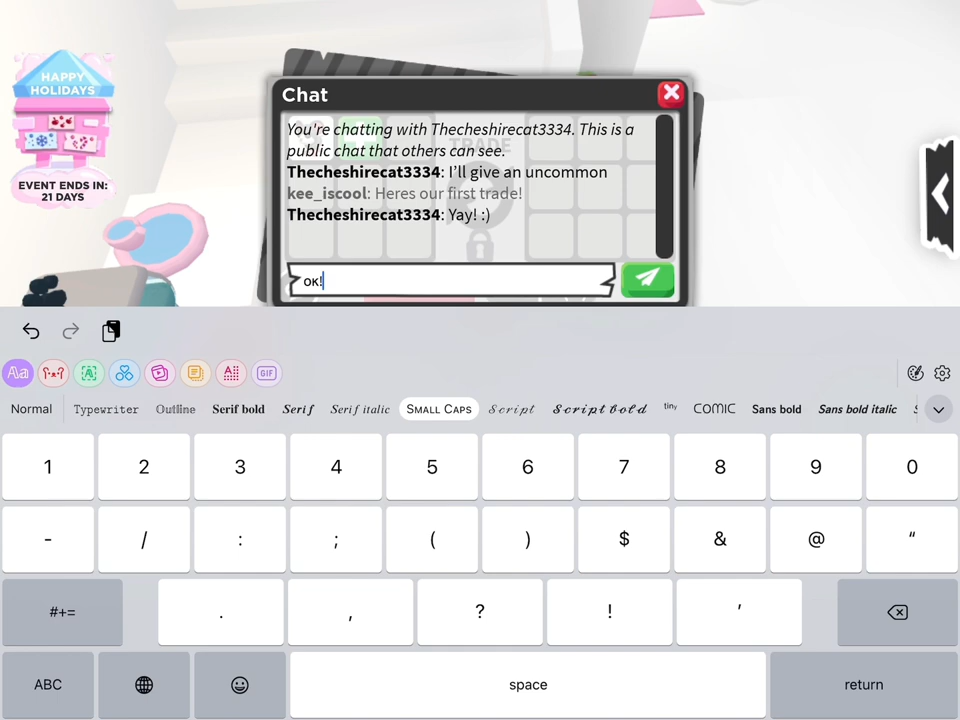 HAPPY
HOLIDAYS
EVENT ENDS IN:
21 DAYS
Chat
You're chatting with Thecheshirecat3334. This is a
public chat that others can see.
TRADE
Thecheshirecat3334: I’ll give an uncommon
kee_iscool: Heres our first trade!
Thecheshirecat3334: Yay! :)
ᴏᴋ!
Aa
GIF
Normal Typewriter Outline Serif bold Serif Serif italic Small Caps Script Script bold tiny COMIC Sans bold Sans bold italic
1 2 3 4 5 6 7 8 9 0
- / : ; ( ) $ & @ "
#+= . , ? ! '
ABC space return